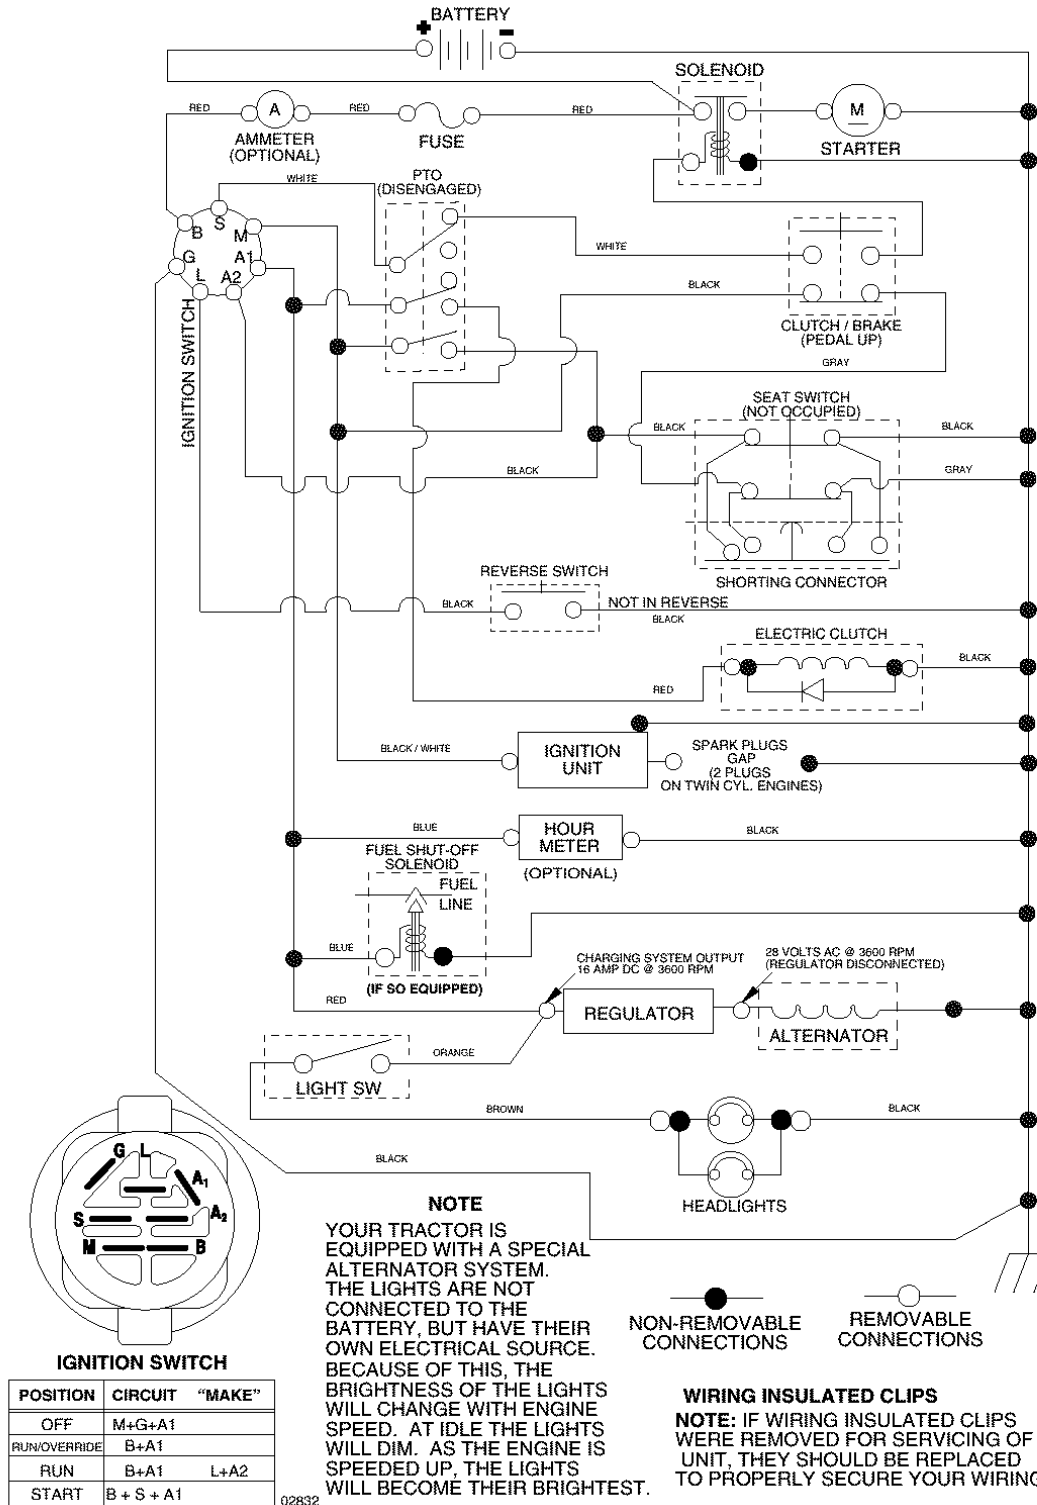 BATTERY
+ -
SOLENOID
RED
A
RED
RED
M
AMMETER
(OPTIONAL)
FUSE
STARTER
WHITE
PTO
(DISENGAGED)
S
B
M
G
A1
L
A2
IGNITION SWITCH
WHITE
BLACK
CLUTCH / BRAKE
(PEDAL UP)
GRAY
SEAT SWITCH
(NOT OCCUPIED)
BLACK
BLACK
BLACK
GRAY
SHORTING CONNECTOR
REVERSE SWITCH
BLACK
NOT IN REVERSE
BLACK
ELECTRIC CLUTCH
BLACK
RED
BLACK / WHITE
IGNITION
UNIT
SPARK PLUGS
GAP
(2 PLUGS
ON TWIN CYL. ENGINES)
BLUE
HOUR
METER
BLACK
(OPTIONAL)
FUEL SHUT-OFF
SOLENOID
FUEL
LINE
BLUE
(IF SO EQUIPPED)
CHARGING SYSTEM OUTPUT
16 AMP DC @ 3600 RPM
28 VOLTS AC @ 3600 RPM
(REGULATOR DISCONNECTED)
RED
REGULATOR
ALTERNATOR
ORANGE
LIGHT SW
BROWN
BLACK
BLACK
HEADLIGHTS
G L
A1
S
A2
M
B
IGNITION SWITCH
POSITION CIRCUIT "MAKE"
OFF M+G+A1
RUN/OVERRIDE B+A1
RUN B+A1 L+A2
START B + S + A1
02832
NOTE
YOUR TRACTOR IS
EQUIPPED WITH A SPECIAL
ALTERNATOR SYSTEM.
THE LIGHTS ARE NOT
CONNECTED TO THE
BATTERY, BUT HAVE THEIR
OWN ELECTRICAL SOURCE.
BECAUSE OF THIS, THE
BRIGHTNESS OF THE LIGHTS
WILL CHANGE WITH ENGINE
SPEED. AT IDLE THE LIGHTS
WILL DIM. AS THE ENGINE IS
SPEEDED UP, THE LIGHTS
WILL BECOME THEIR BRIGHTEST.
NON-REMOVABLE
CONNECTIONS
REMOVABLE
CONNECTIONS
WIRING INSULATED CLIPS
NOTE: IF WIRING INSULATED CLIPS
WERE REMOVED FOR SERVICING OF
UNIT, THEY SHOULD BE REPLACED
TO PROPERLY SECURE YOUR WIRING